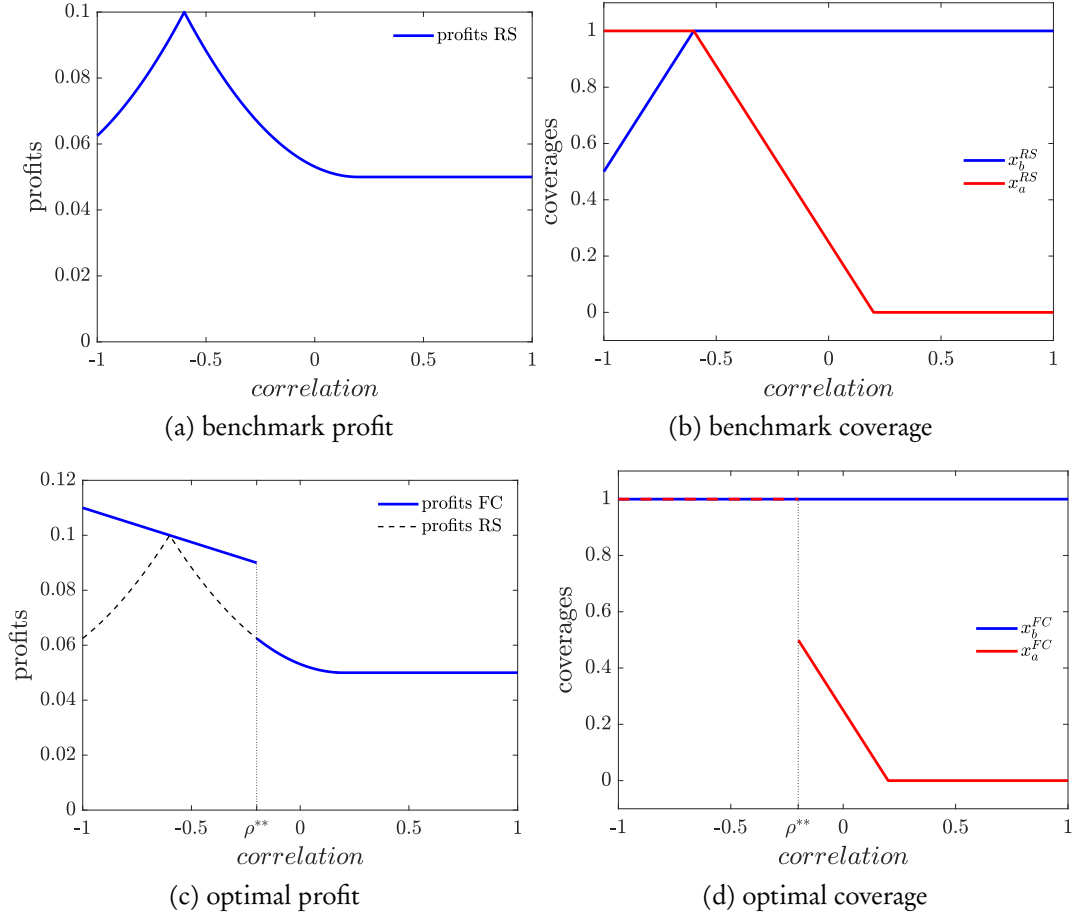 0.1
0.08
0.06
0.04
0.02
0
profits
profits RS
-1
-0.5
0
0.5
1
correlation
(a) benchmark profit
1
0.8
0.6
0.4
0.2
0
coverages
x_b^{RS}
x_a^{RS}
-1
-0.5
0
0.5
1
correlation
(b) benchmark coverage
0.12
0.1
0.08
0.06
0.04
0.02
0
profits
profits FC
profits RS
-1
-0.5
ρ**
0
0.5
1
correlation
(c) optimal profit
1
0.8
0.6
0.4
0.2
0
coverages
x_b^{FC}
x_a^{FC}
-1
-0.5
ρ**
0
0.5
1
correlation
(d) optimal coverage